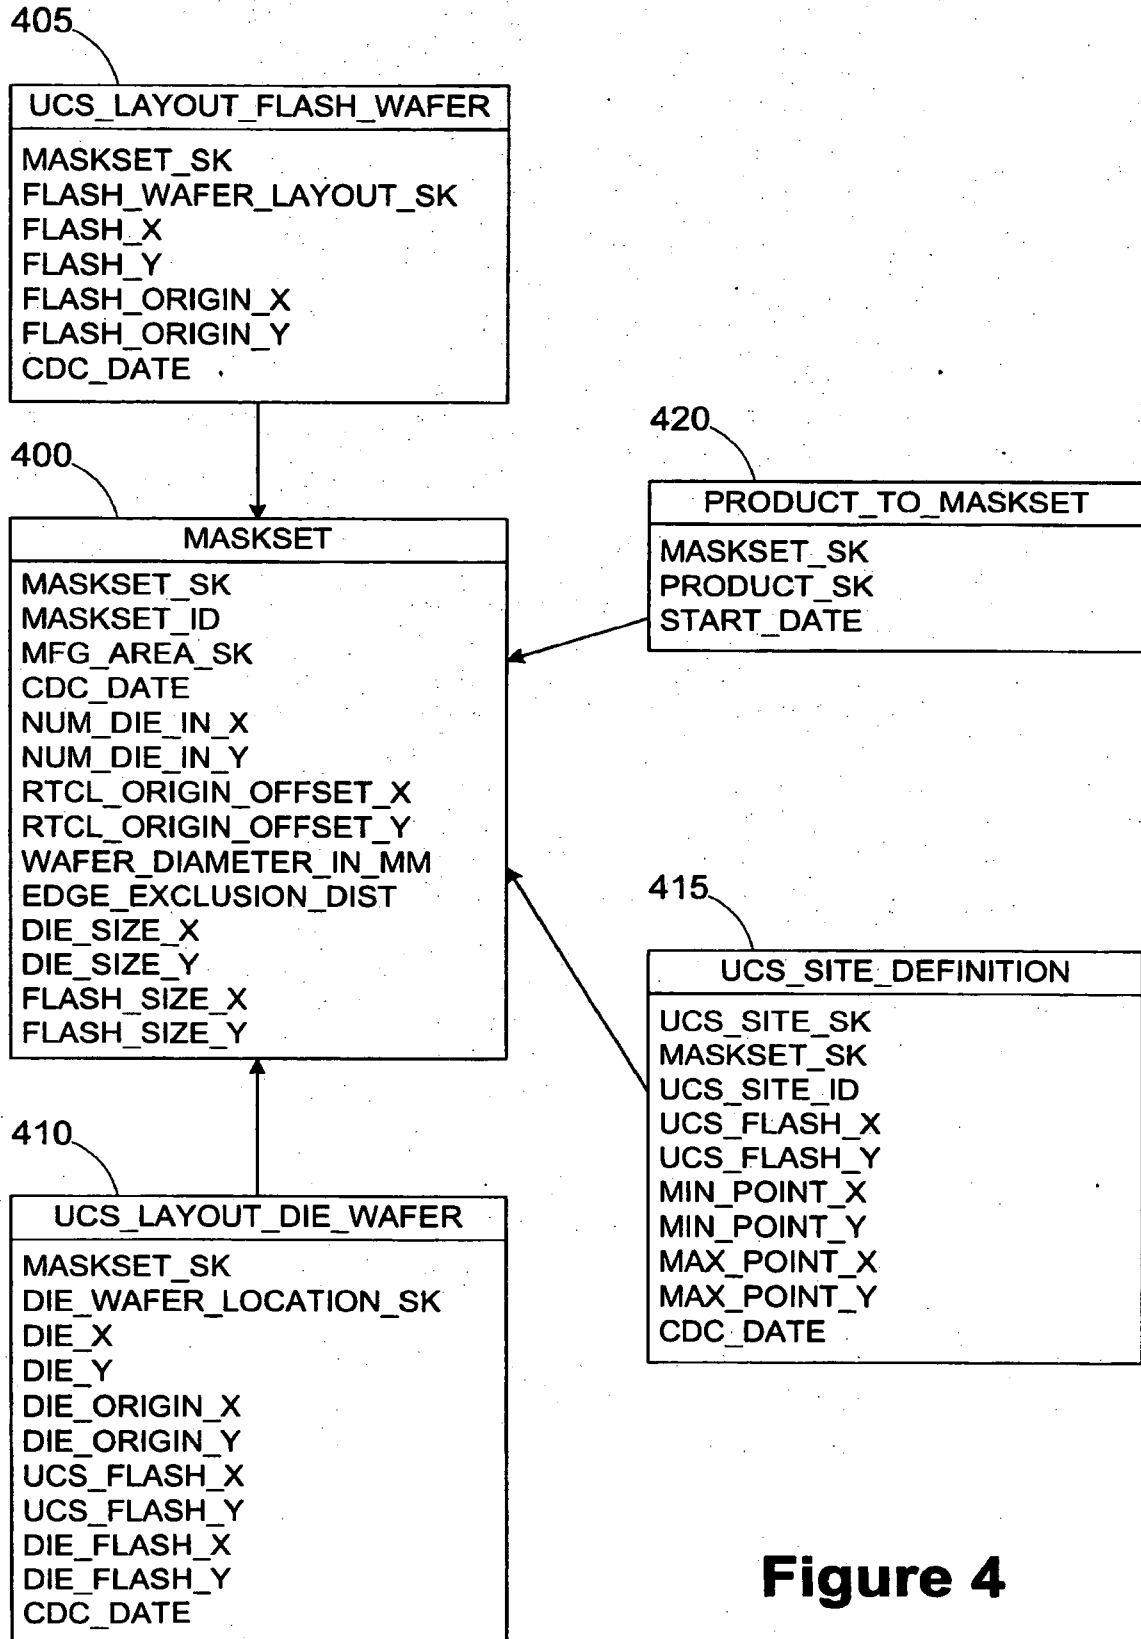 405
UCS_LAYOUT_FLASH_WAFER
MASKSET_SK
FLASH_WAFER_LAYOUT_SK
FLASH_X
FLASH_Y
FLASH_ORIGIN_X
FLASH_ORIGIN_Y
CDC_DATE
400
MASKSET
MASKSET_SK
MASKSET_ID
MFG_AREA_SK
CDC_DATE
NUM_DIE_IN_X
NUM_DIE_IN_Y
RTCL_ORIGIN_OFFSET_X
RTCL_ORIGIN_OFFSET_Y
WAFER_DIAMETER_IN_MM
EDGE_EXCLUSION_DIST
DIE_SIZE_X
DIE_SIZE_Y
FLASH_SIZE_X
FLASH_SIZE_Y
420
PRODUCT_TO_MASKSET
MASKSET_SK
PRODUCT_SK
START_DATE
415
UCS_SITE_DEFINITION
UCS_SITE_SK
MASKSET_SK
UCS_SITE_ID
UCS_FLASH_X
UCS_FLASH_Y
MIN_POINT_X
MIN_POINT_Y
MAX_POINT_X
MAX_POINT_Y
CDC_DATE
410
UCS_LAYOUT_DIE_WAFER
MASKSET_SK
DIE_WAFER_LOCATION_SK
DIE_X
DIE_Y
DIE_ORIGIN_X
DIE_ORIGIN_Y
UCS_FLASH_X
UCS_FLASH_Y
DIE_FLASH_X
DIE_FLASH_Y
CDC_DATE
Figure 4